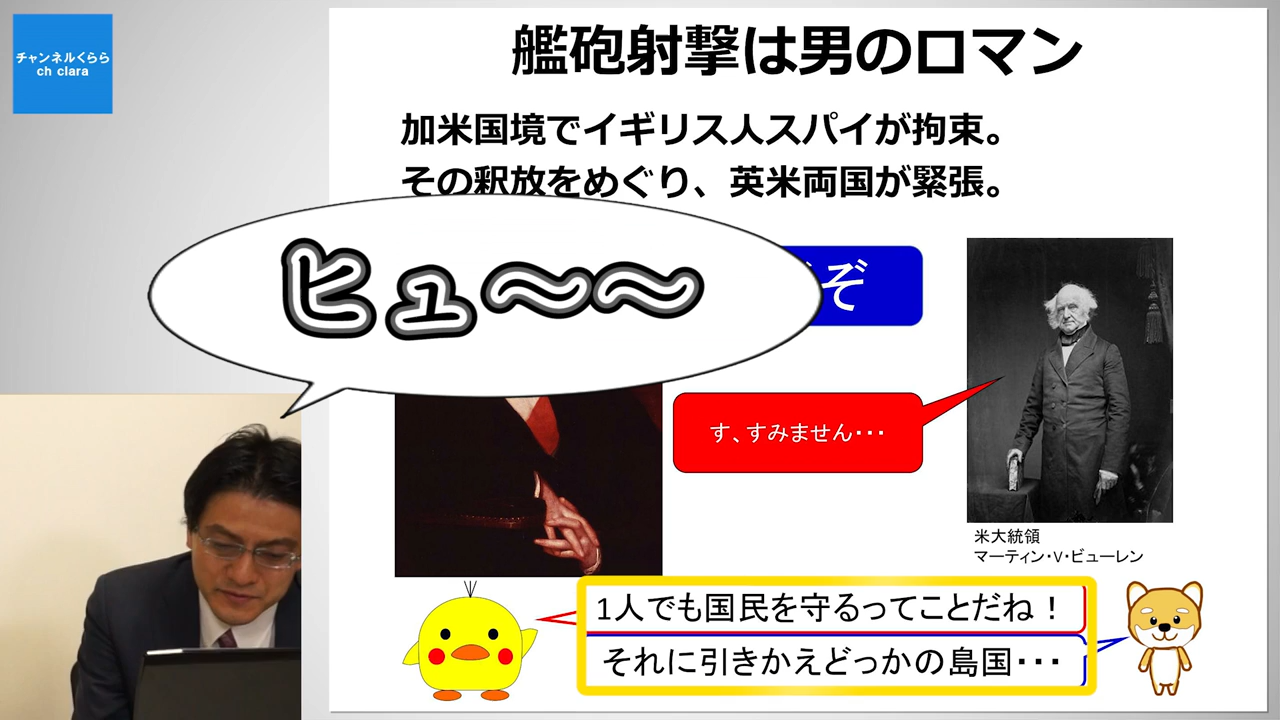 チャンネルくらら
ch clara
艦砲射撃は男のロマン
加米国境でイギリス人スパイが拘束。
その釈放をめぐり、英米両国が緊張。
ヒュ〜〜
ぞ
す、すみません・・・
米大統領
マーティン・V・ビューレン
1人でも国民を守るってことだね！
それに引きかえどっかの島国・・・